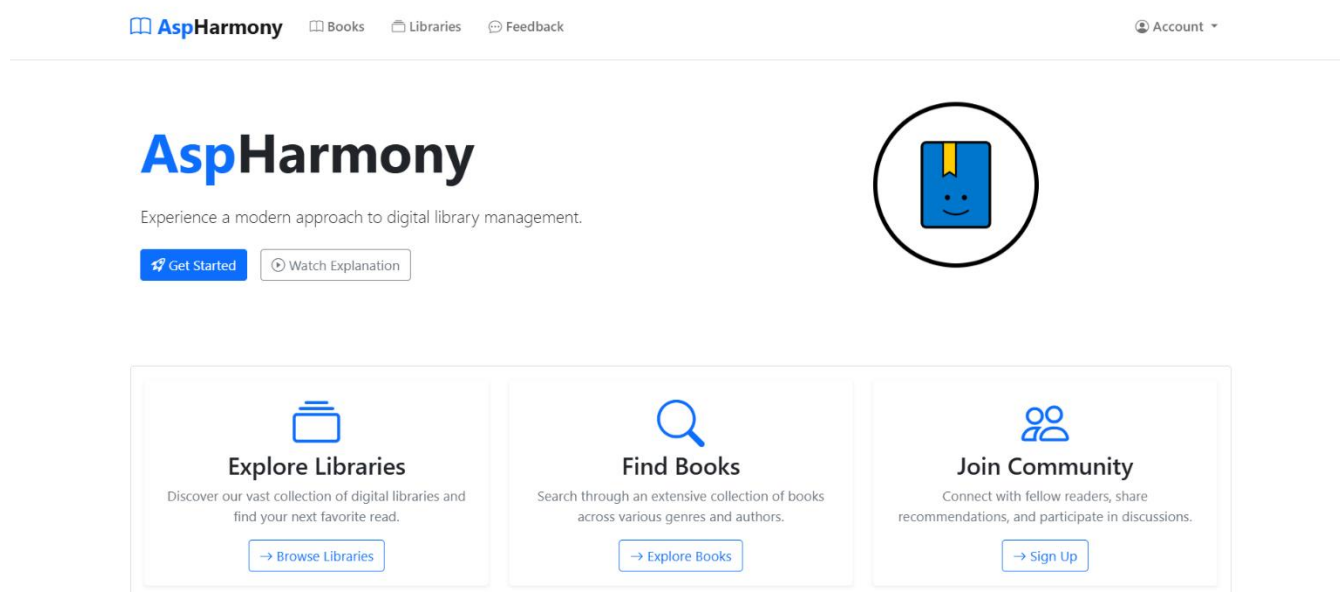 AspHarmony Books Libraries Feedback Account
AspHarmony
Experience a modern approach to digital library management.
Get Started Watch Explanation
Explore Libraries
Discover our vast collection of digital libraries and
find your next favorite read.
→ Browse Libraries
Find Books
Search through an extensive collection of books
across various genres and authors.
→ Explore Books
Join Community
Connect with fellow readers, share
recommendations, and participate in discussions.
→ Sign Up